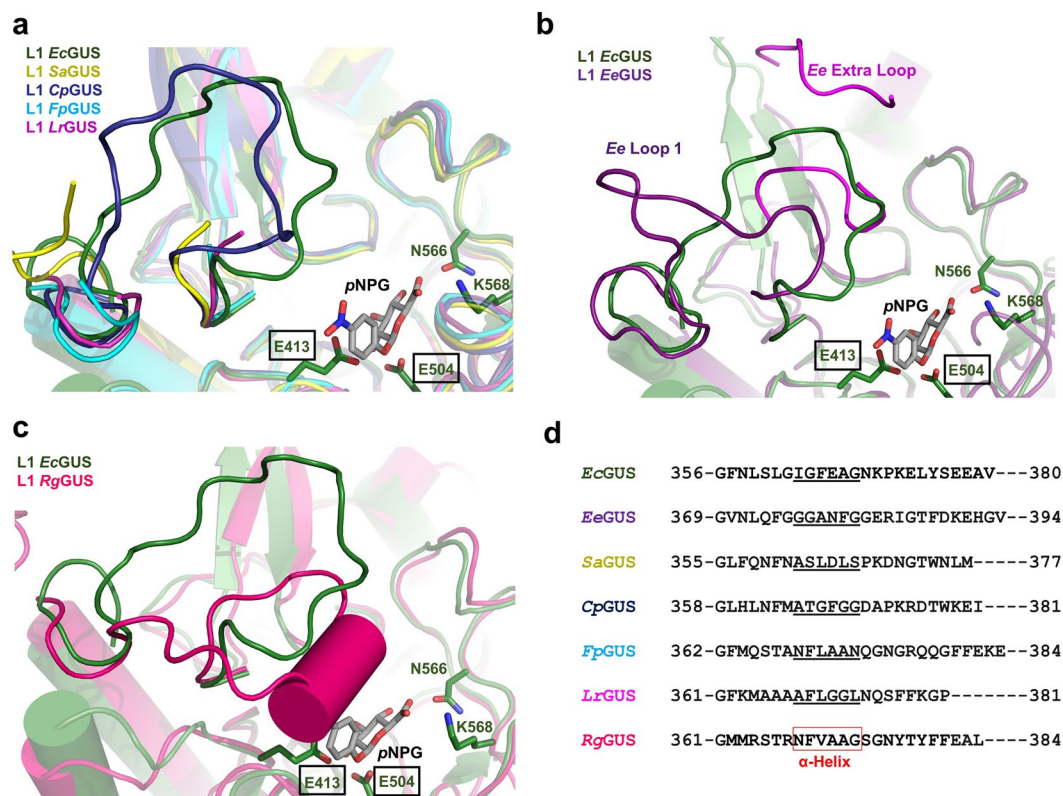 a
L1 EcGUS
L1 SaGUS
L1 CpGUS
L1 FpGUS
L1 LrGUS
N566
K568
pNPG
E413
E504
b
L1 EcGUS
L1 EeGUS
Ee Extra Loop
Ee Loop 1
N566
K568
pNPG
E413
E504
c
L1 EcGUS
L1 RgGUS
N566
K568
pNPG
E413
E504
d
EcGUS 356-GFNLSLGIGFEAGNKPKELYSEEAV---380
EeGUS 369-GVNLQFGGGANFGGERIGTFDKEHGV--394
SaGUS 355-GLFQNFNASLDLSPKDNGTWNLM-----377
CpGUS 358-GLHLNFMATGFGGDAPKRDTWKEI----381
FpGUS 362-GFMQSTANFLAANQGNGRQQGFFEKE--384
LrGUS 361-GFKMAAAAFLGGLNQSFFKGP-------381
RgGUS 361-GMMRSTRNFVAAGSGNYTYFFEAL----384
α-Helix